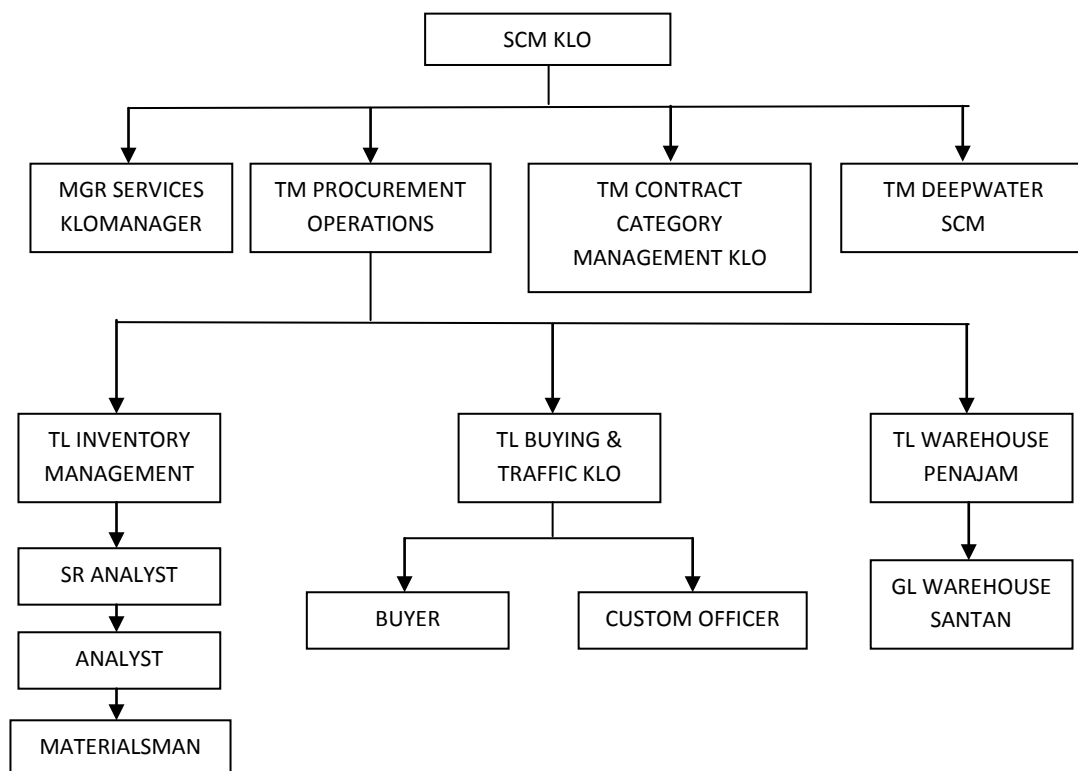 SCM KLO
MGR SERVICES
KLOMANAGER
TM PROCUREMENT
OPERATIONS
TM CONTRACT
CATEGORY
MANAGEMENT KLO
TM DEEPWATER
SCM
TL INVENTORY
MANAGEMENT
TL BUYING &
TRAFFIC KLO
TL WAREHOUSE
PENAJAM
SR ANALYST
BUYER
CUSTOM OFFICER
GL WAREHOUSE
SANTAN
ANALYST
MATERIALSMAN